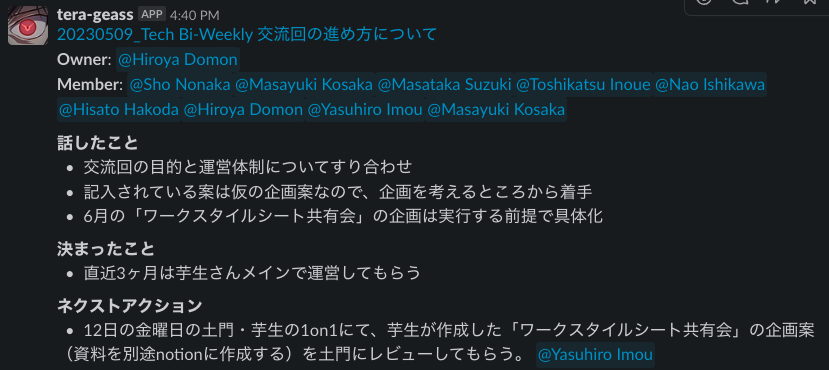 tera-geass APP 4:40 PM
20230509_Tech Bi-Weekly 交流回の進め方について
Owner: @Hiroya Domon
Member: @Sho Nonaka @Masayuki Kosaka @Masataka Suzuki @Toshikatsu Inoue @Nao Ishikawa
@Hisato Hakoda @Hiroya Domon @Yasuhiro Imou @Masayuki Kosaka
話したこと
• 交流回の目的と運営体制についてすり合わせ
• 記入されている案は仮の企画案なので、企画を考えるところから着手
• 6月の「ワークスタイルシート共有会」の企画は実行する前提で具体化
決まったこと
• 直近3ヶ月は芋生さんメインで運営してもらう
ネクストアクション
• 12日の金曜日の土門・芋生の1on1にて、芋生が作成した「ワークスタイルシート共有会」の企画案
（資料を別途notionに作成する）を土門にレビューしてもらう。 @Yasuhiro Imou